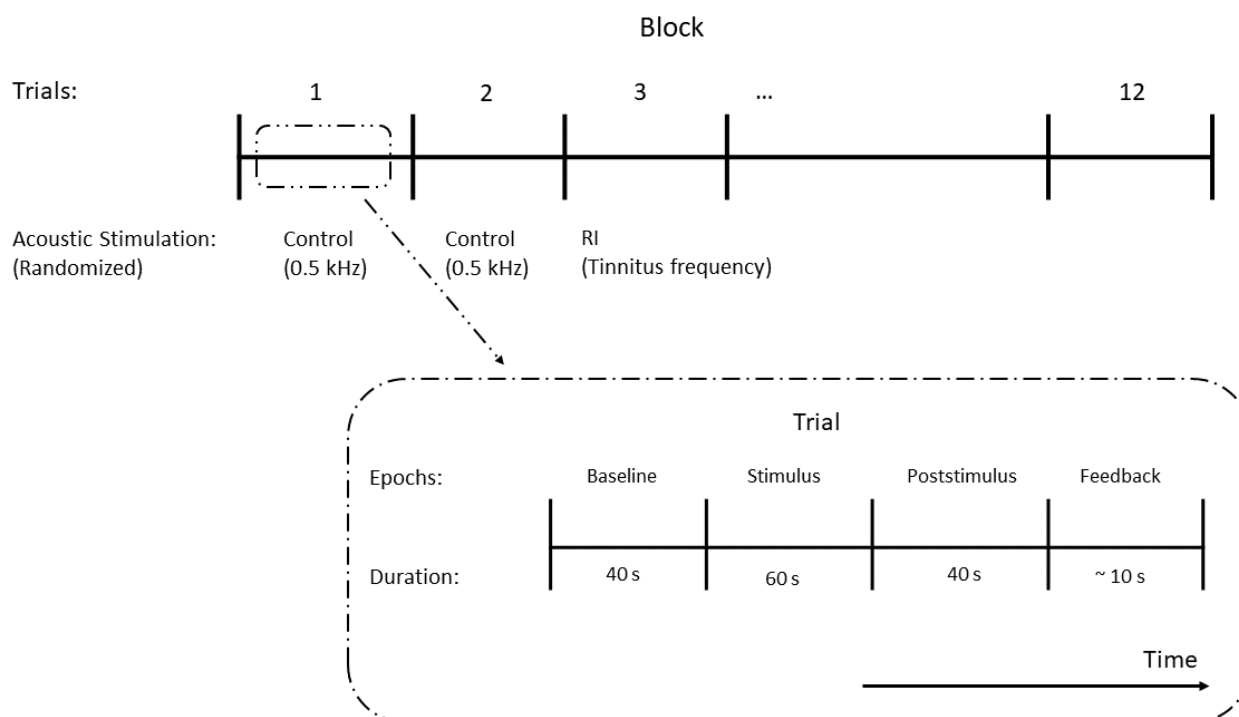 Block
Trials: 1 2 3 ... 12
Acoustic Stimulation: Control Control RI
(Randomized) (0.5 kHz) (0.5 kHz) (Tinnitus frequency)
Trial
Epochs: Baseline Stimulus Poststimulus Feedback
Duration: 40 s 60 s 40 s ~ 10 s
Time